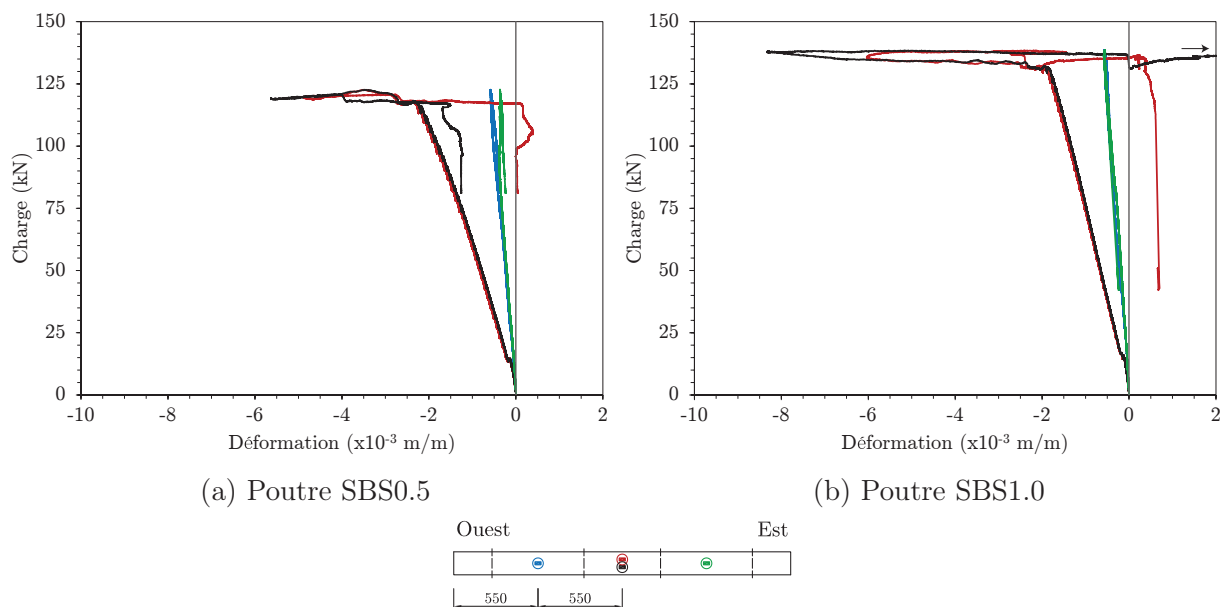 150
125
100
75
50
25
0
Charge (kN)
-10 -8 -6 -4 -2 0 2
Déformation (x10⁻³ m/m)
(a) Poutre SBS0.5
150
125
100
75
50
25
0
Charge (kN)
-10 -8 -6 -4 -2 0 2
Déformation (x10⁻³ m/m)
(b) Poutre SBS1.0
Ouest Est
550 550